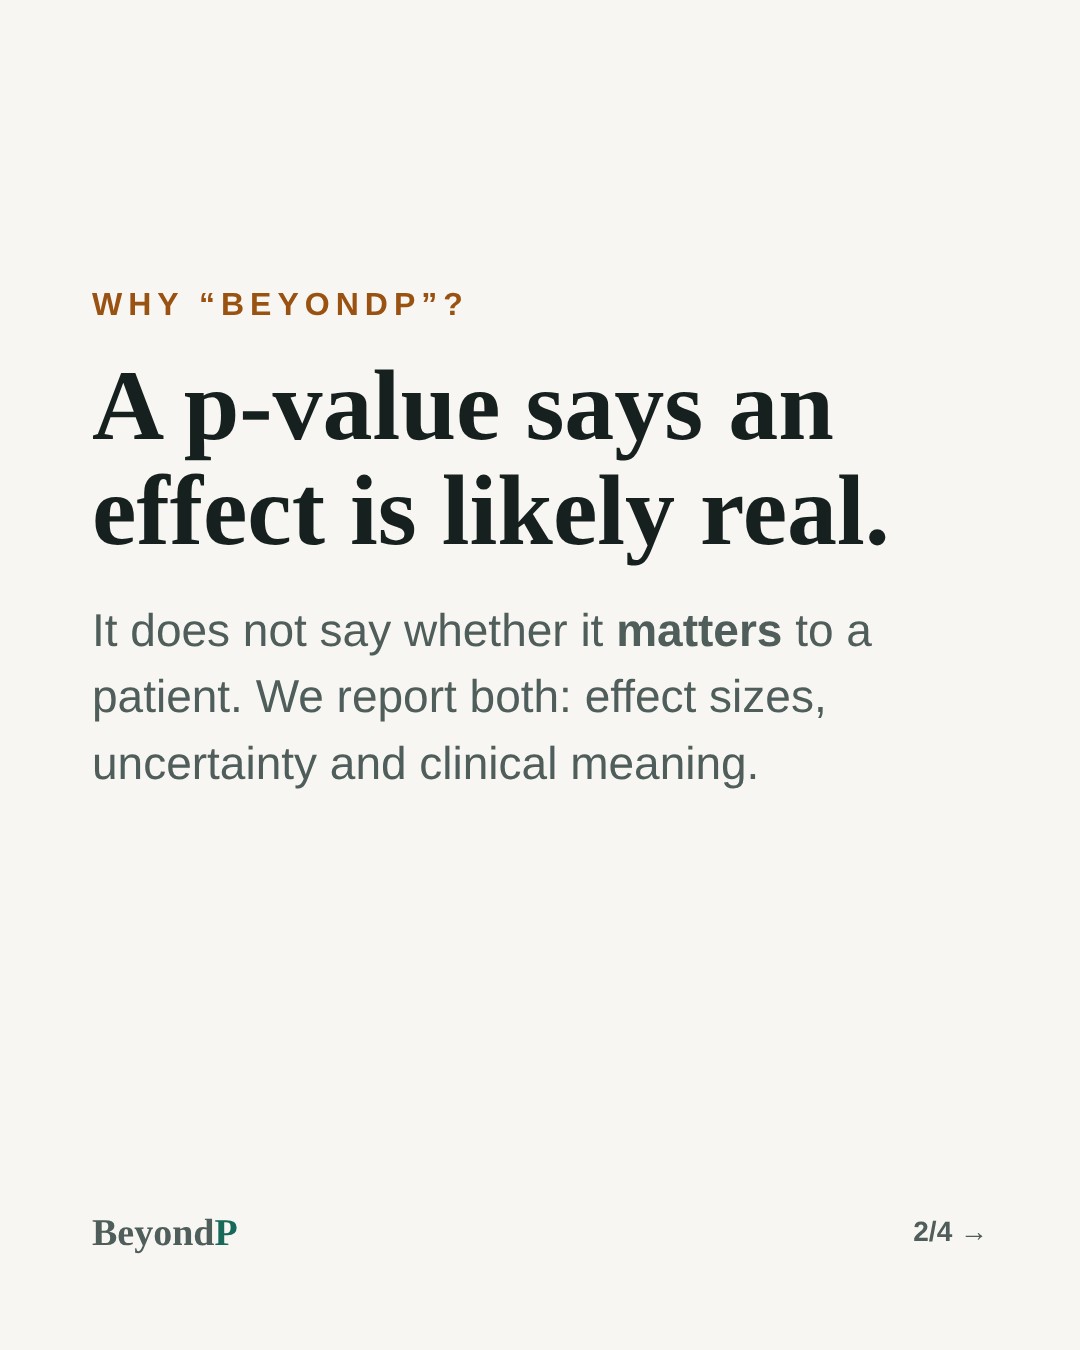 WHY “BEYONDP”?
A p-value says an
effect is likely real.
It does not say whether it matters to a
patient. We report both: effect sizes,
uncertainty and clinical meaning.
BeyondP
2/4 →